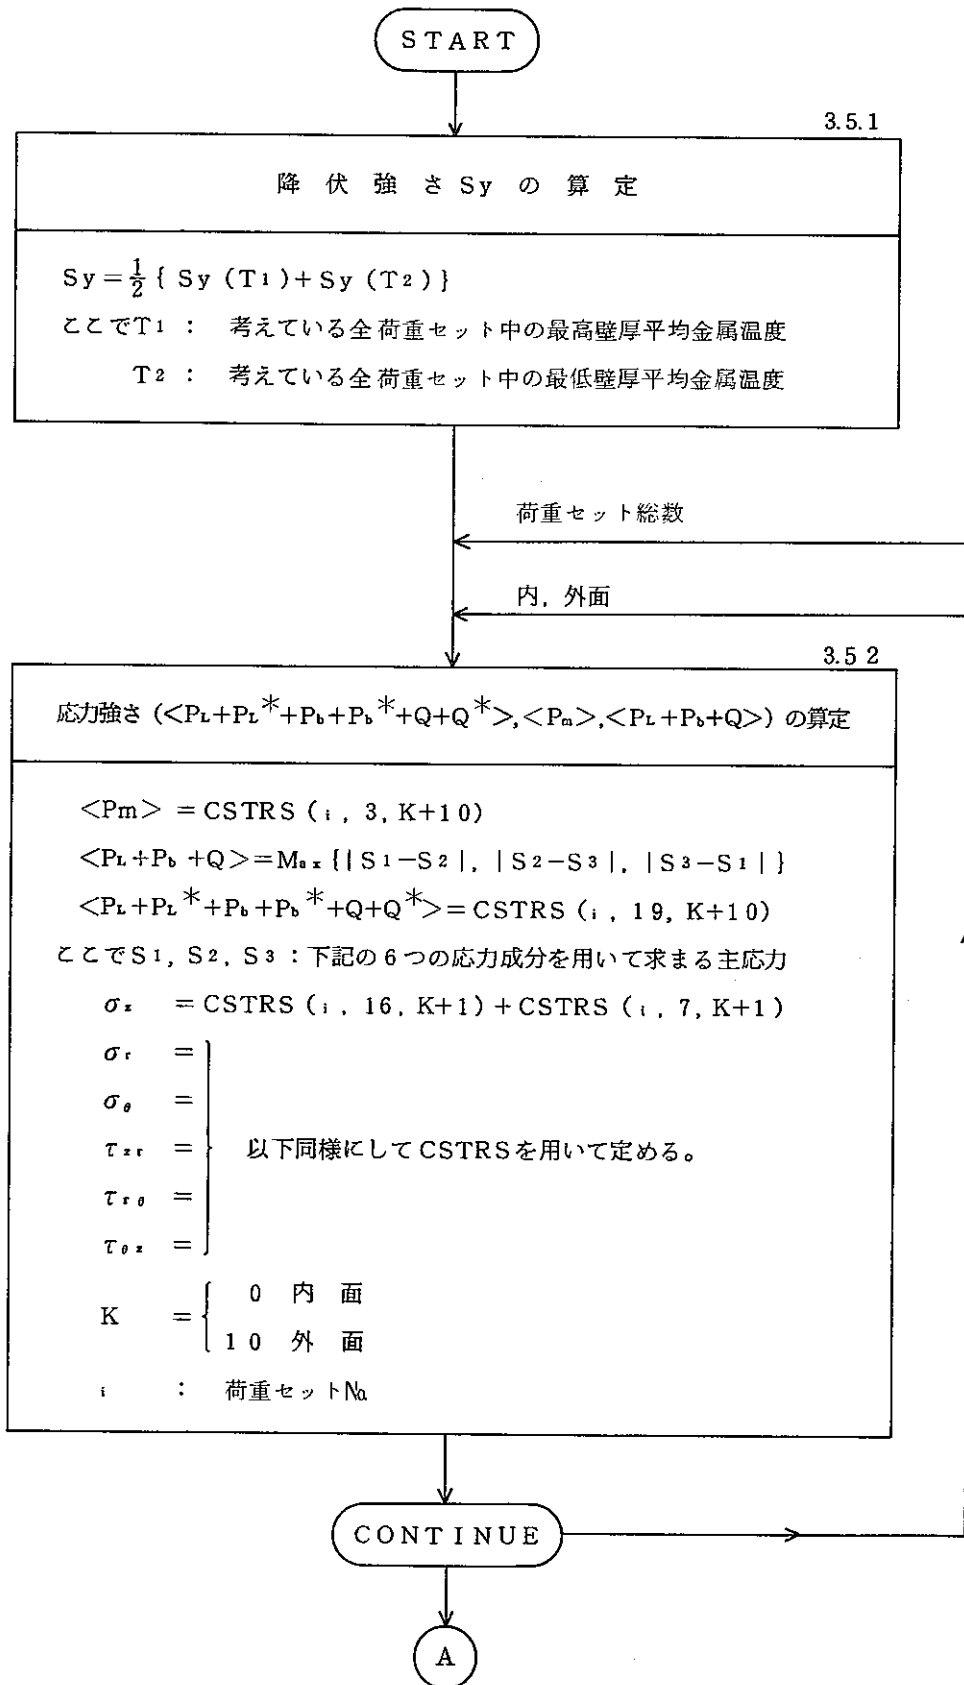 START
3.5.1
降伏強さSyの算定
Sy=1/2{Sy(T1)+Sy(T2)}
ここでT1： 考えている全荷重セット中の最高壁厚平均金属温度
T2： 考えている全荷重セット中の最低壁厚平均金属温度
荷重セット総数
内，外面
3.5 2
応力強さ(<PL+PL*+Pb+Pb*+Q+Q*>,<Pm>,<PL+Pb+Q>)の算定
<Pm>=CSTRS(i, 3, K+10)
<PL+Pb+Q>=Max{|S1-S2|, |S2-S3|, |S3-S1|}
<PL+PL*+Pb+Pb*+Q+Q*>=CSTRS(i, 19, K+10)
ここでS1, S2, S3：下記の6つの応力成分を用いて求まる主応力
σz =CSTRS(i, 16, K+1)+CSTRS(i, 7, K+1)
σr =
σθ =
τzr = 以下同様にしてCSTRSを用いて定める。
τrθ =
τθz =
K = { 0 内面
10 外面
i ： 荷重セットNo.
CONTINUE
A